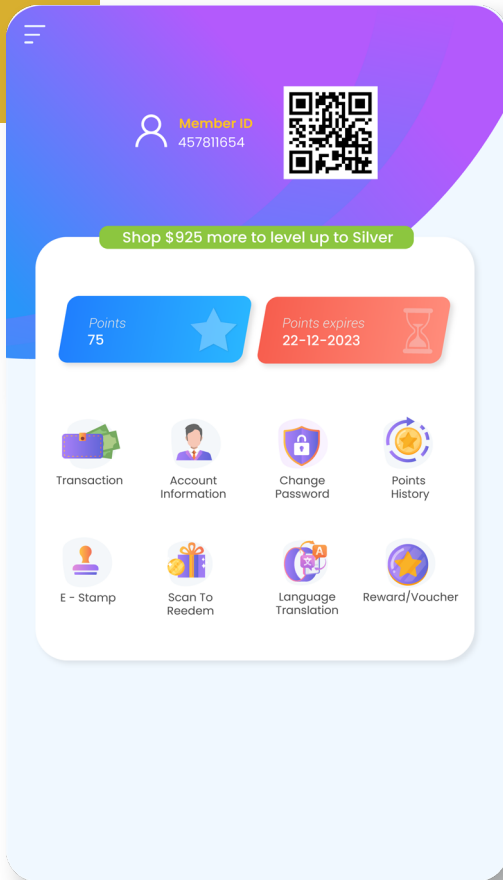 Member ID
457811654
Shop $925 more to level up to Silver
Points
75
Points expires
22-12-2023
Transaction
Account
Information
Change
Password
Points
History
E - Stamp
Scan To
Reedem
Language
Translation
Reward/Voucher
A
文